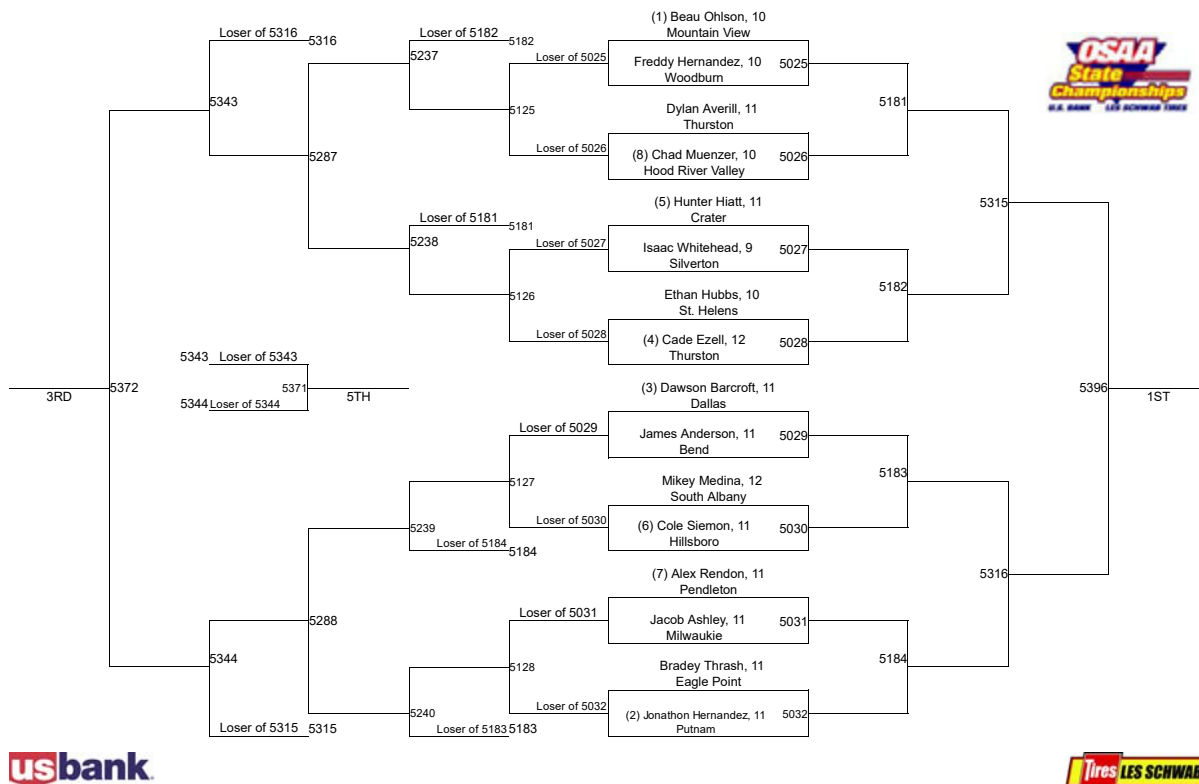 (1) Beau Ohlson, 10
Loser of 5316
5316
Loser of 5182
5182
Mountain View
5237
Loser of 5025
Freddy Hernandez, 10
5025
Woodburn
OSAA
State
Championships
U.S. BANK LES SCHWAB TIRES
5343
5125
Dylan Averill, 11
5181
Thurston
5287
Loser of 5026
(8) Chad Muenzer, 10
5026
Hood River Valley
(5) Hunter Hiatt, 11
5315
Loser of 5181
5181
Crater
5238
Loser of 5027
Isaac Whitehead, 9
5027
Silverton
5126
Ethan Hubbs, 10
5182
St. Helens
Loser of 5028
(4) Cade Ezell, 12
5028
Thurston
5343
Loser of 5343
5372
5371
(3) Dawson Barcroft, 11
5396
3RD
5TH
1ST
5344
Loser of 5344
Dallas
Loser of 5029
James Anderson, 11
5029
Bend
5127
Mikey Medina, 12
5183
South Albany
5239
Loser of 5030
(6) Cole Siemon, 11
5030
Loser of 5184
5184
Hillsboro
(7) Alex Rendon, 11
5316
Pendleton
5288
Loser of 5031
Jacob Ashley, 11
5031
Milwaukie
5344
5128
Bradey Thrash, 11
5184
Eagle Point
5240
Loser of 5032
(2) Jonathon Hernandez, 11
5032
Loser of 5315
5315
Loser of 5183
5183
Putnam
usbank
Tires LES SCHWAB